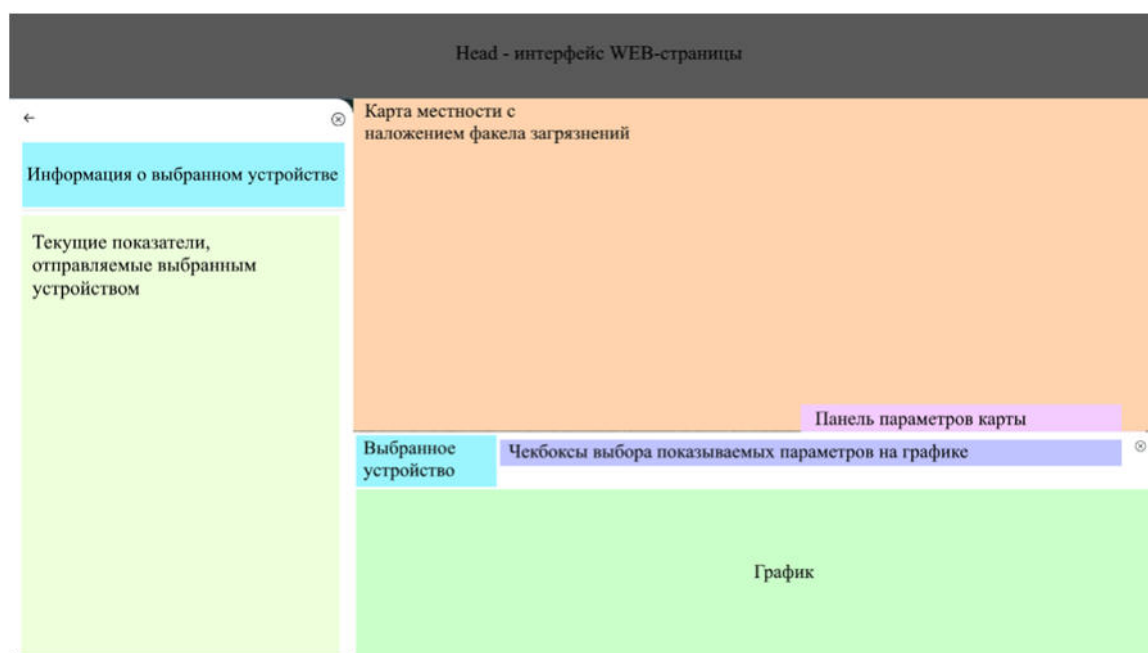 Head - интерфейс WEB-страницы
Карта местности с
наложением факела загрязнений
Информация о выбранном устройстве
Текущие показатели,
отправляемые выбранным
устройством
Панель параметров карты
Выбранное
устройство
Чекбоксы выбора показываемых параметров на графике
График